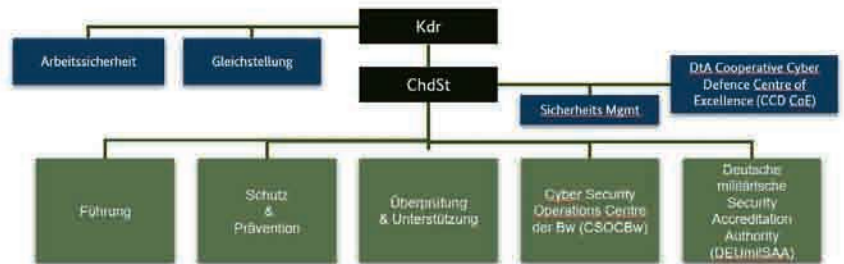 Kdr
Arbeitssicherheit
Gleichstellung
ChdSt
Sicherheits Mgmt
DtA Cooperative Cyber
Defence Centre of
Excellence (CCD CoE)
Führung
Schutz
&
Prävention
Überprüfung
& Unterstützung
Cyber Security
Operations Centre
der Bw (CSOCBw)
Deutsche
militärische
Security
Accreditation
Authority
(DEUmilSAA)